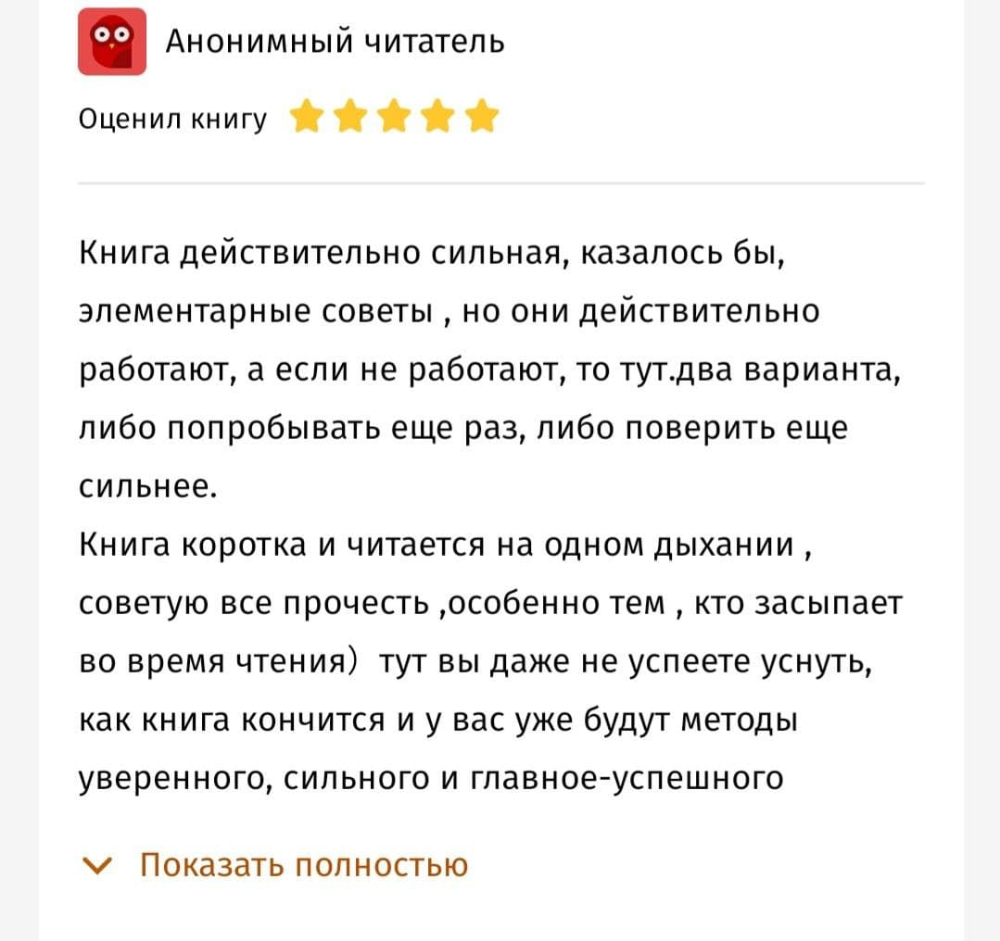 Анонимный читатель
Оценил книгу
Книга действительно сильная, казалось бы,
элементарные советы , но они действительно
работают, а если не работают, то тут.два варианта,
либо попробывать еще раз, либо поверить еще
сильнее.
Книга коротка и читается на одном дыхании ,
советую все прочесть ,особенно тем , кто засыпает
во время чтения） тут вы даже не успеете уснуть,
как книга кончится и у вас уже будут методы
уверенного, сильного и главное-успешного
Показать полностью